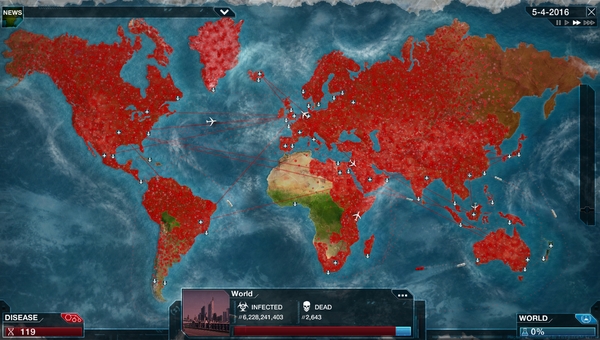 NEWS
5-4-2016
World
INFECTED
DEAD
#6,228,241,403
#2,643
DISEASE
119
WORLD
0%